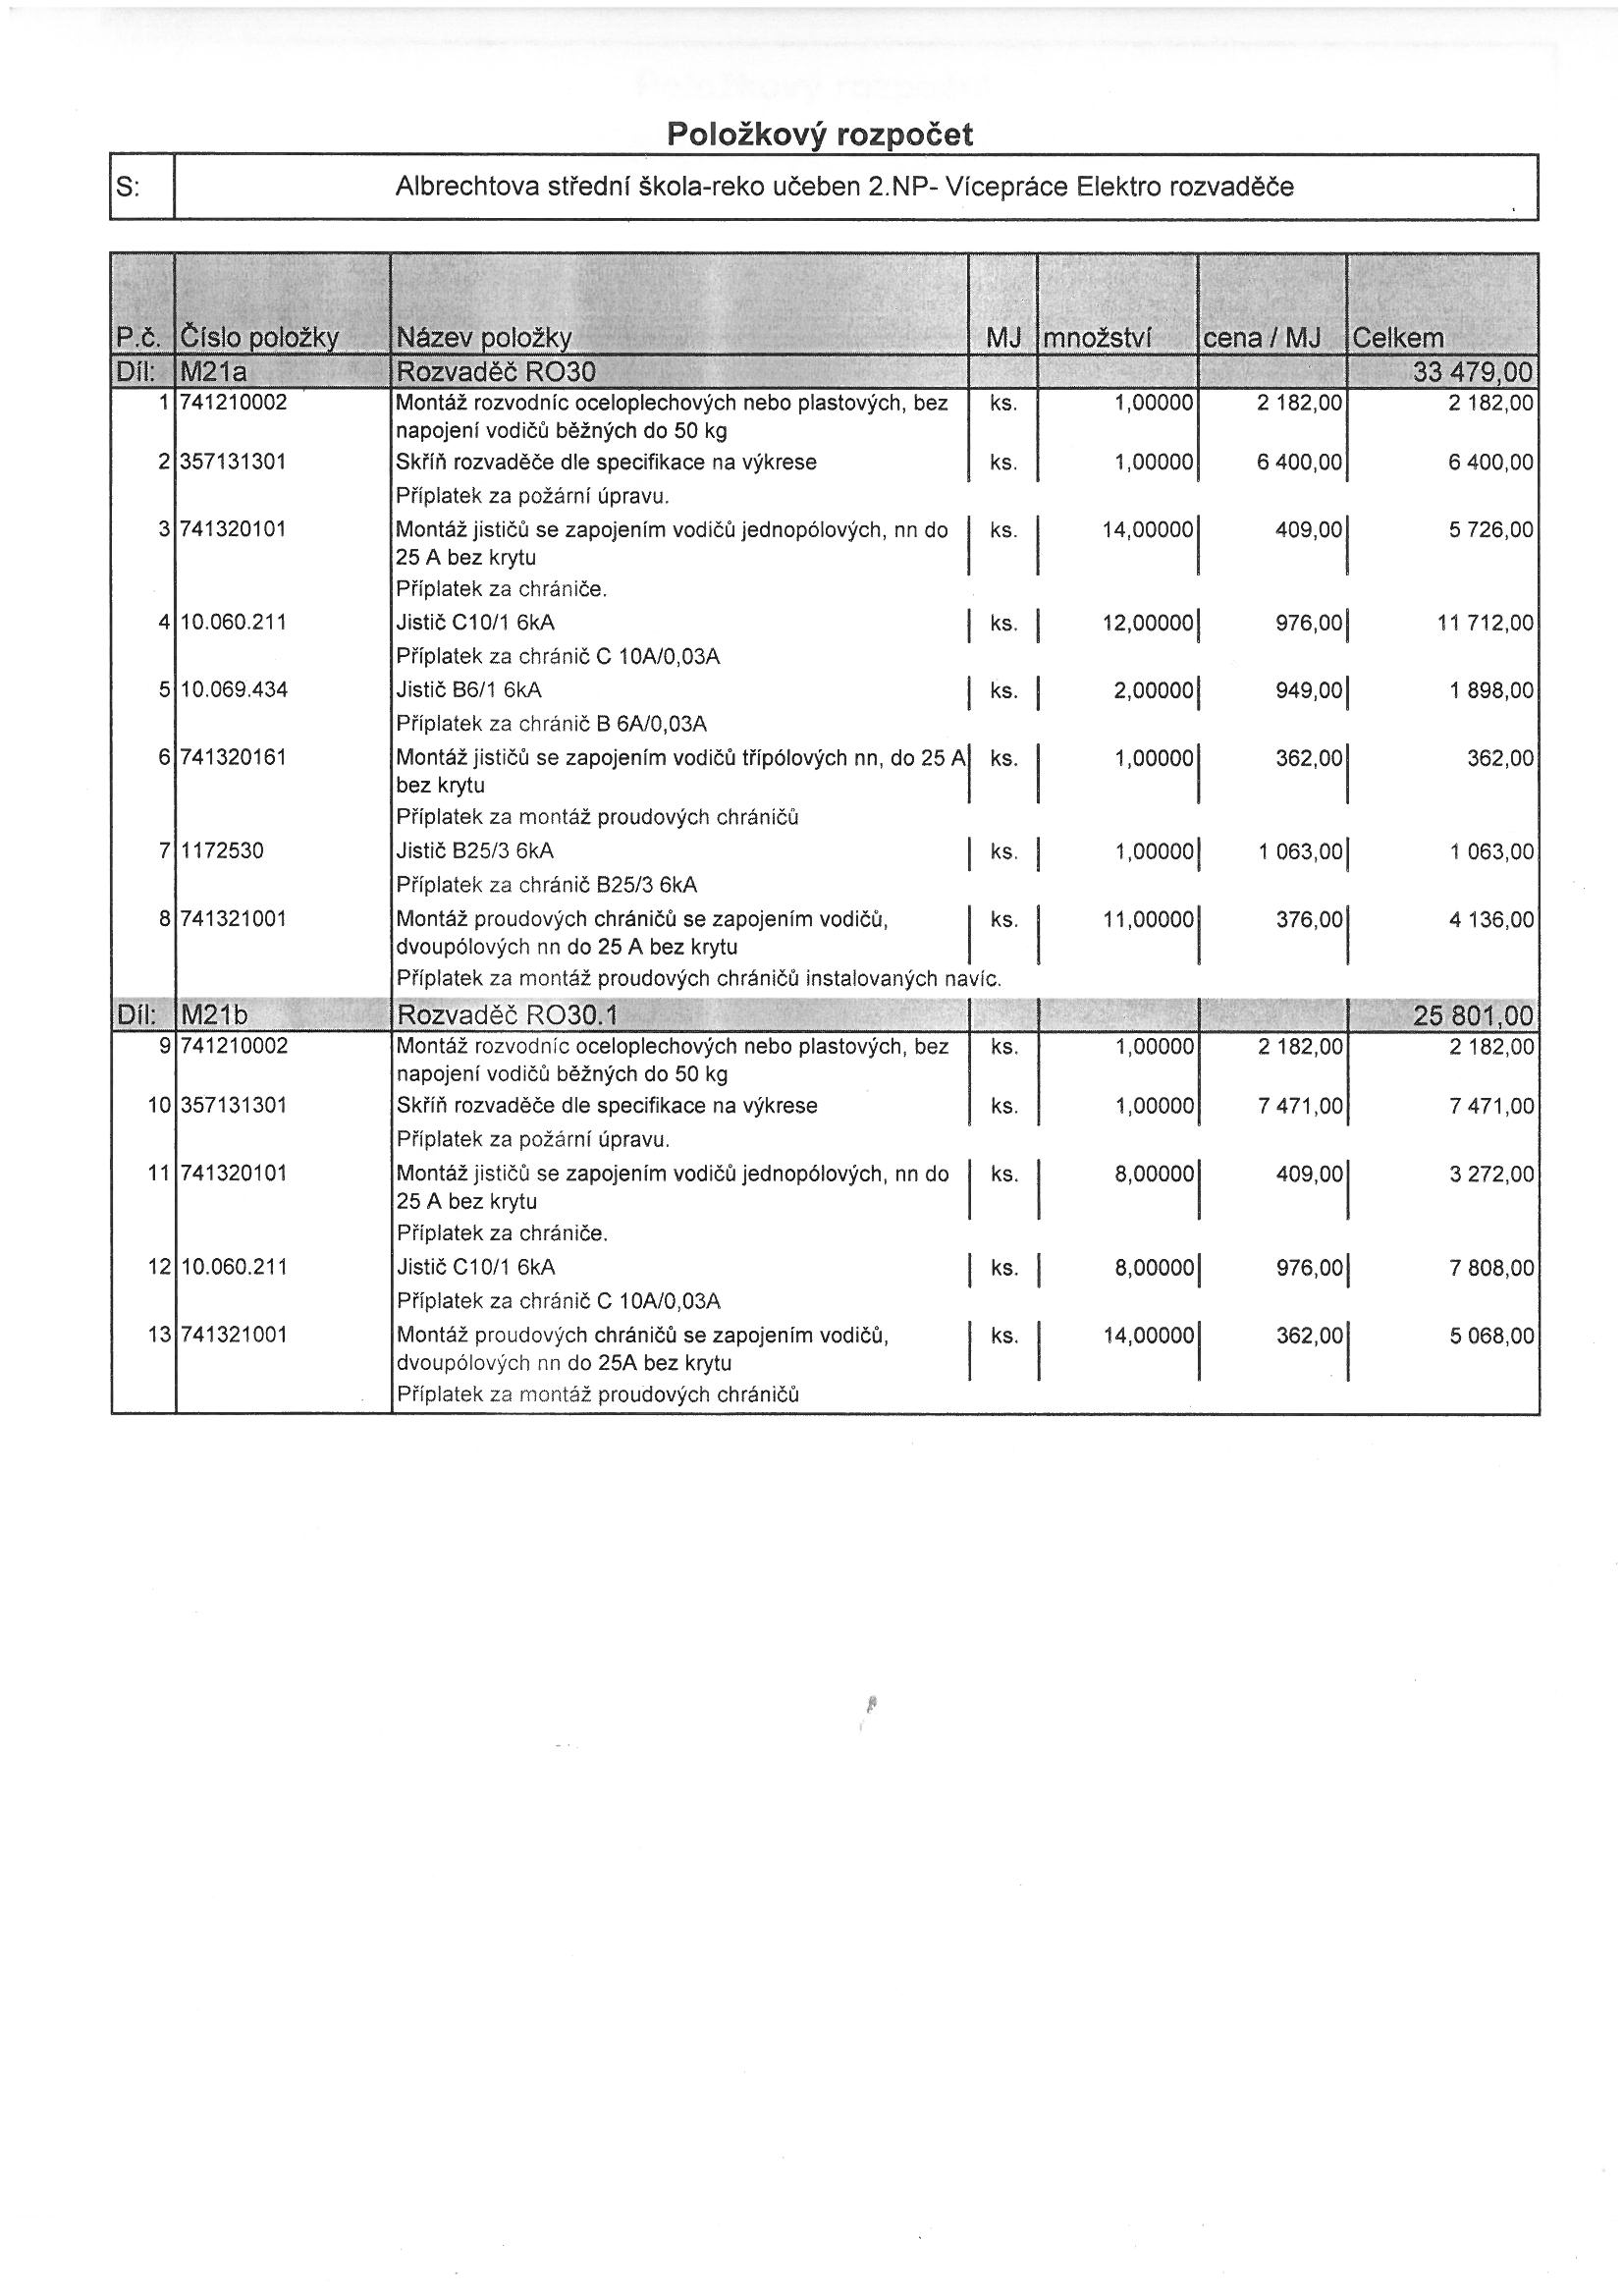 Položkový rozpočet
S: Albrechtova střední škola-reko učeben 2.NP- Vícepráce Elektro rozvaděče
P.č. Číslo položky Název položky MJ množství cena / MJ Celkem
Díl: M21a Rozvaděč RO30 33 479,00
1 741210002 Montáž rozvodnic oceloplechových nebo plastových, bez ks. 1,00000 2 182,00 2 182,00
napojení vodičů běžných do 50 kg
2 357131301 Skříň rozvaděče dle specifikace na výkrese ks. 1,00000 6 400,00 6 400,00
Příplatek za požární úpravu.
3 741320101 Montáž jističů se zapojením vodičů jednopólových, nn do ks. 14,00000 409,00 5 726,00
25 A bez krytu
Příplatek za chrániče.
4 10.060.211 Jistič C10/1 6kA ks. 12,00000 976,00 11 712,00
Příplatek za chránič C 10A/0,03A
5 10.069.434 Jistič B6/1 6kA ks. 2,00000 949,00 1 898,00
Příplatek za chránič B 6A/0,03A
6 741320161 Montáž jističů se zapojením vodičů třípólových nn, do 25 A ks. 1,00000 362,00 362,00
bez krytu
Příplatek za montáž proudových chráničů
7 1172530 Jistič B25/3 6kA ks. 1,00000 1 063,00 1 063,00
Příplatek za chránič B25/3 6kA
8 741321001 Montáž proudových chráničů se zapojením vodičů, ks. 11,00000 376,00 4 136,00
dvoupólových nn do 25 A bez krytu
Příplatek za montáž proudových chráničů instalovaných navíc.
Díl: M21b Rozvaděč RO30.1 25 801,00
9 741210002 Montáž rozvodnic oceloplechových nebo plastových, bez ks. 1,00000 2 182,00 2 182,00
napojení vodičů běžných do 50 kg
10 357131301 Skříň rozvaděče dle specifikace na výkrese ks. 1,00000 7 471,00 7 471,00
Příplatek za požární úpravu.
11 741320101 Montáž jističů se zapojením vodičů jednopólových, nn do ks. 8,00000 409,00 3 272,00
25 A bez krytu
Příplatek za chrániče.
12 10.060.211 Jistič C10/1 6kA ks. 8,00000 976,00 7 808,00
Příplatek za chránič C 10A/0,03A
13 741321001 Montáž proudových chráničů se zapojením vodičů, ks. 14,00000 362,00 5 068,00
dvoupólových nn do 25A bez krytu
Příplatek za montáž proudových chráničů